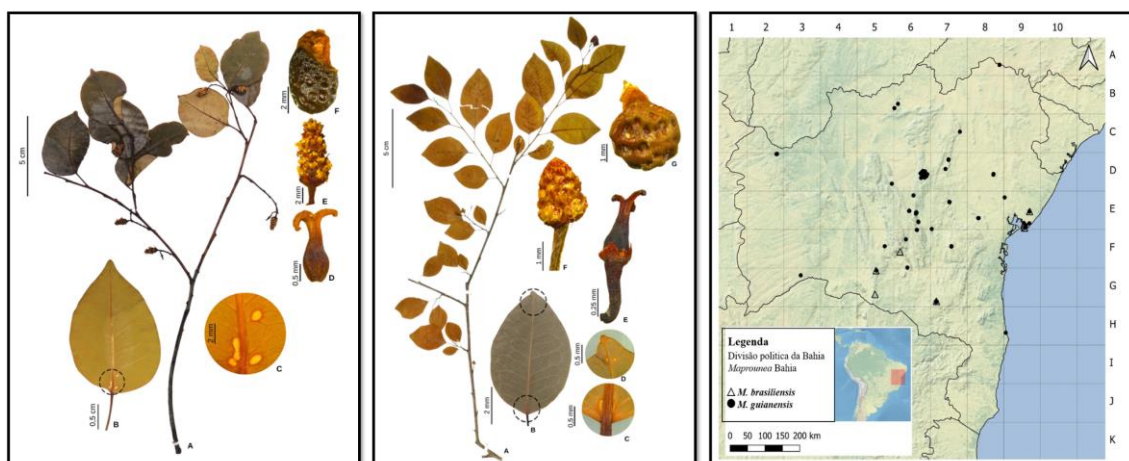 5 cm
2 mm
F
2 mm
E
0,5 mm
D
2 mm
C
0,5 cm
B
A
5 cm
1 mm
G
1 mm
F
0,25 mm
E
0,5 mm
D
0,5 mm
C
2 mm
B
A
1 2 3 4 5 6 7 8 9 10
A
B
C
D
E
F
G
H
I
J
K
Legenda
Divisão politica da Bahia
Maprounea Bahia
M. brasiliensis
M. guianensis
0 50 100 150 200 km